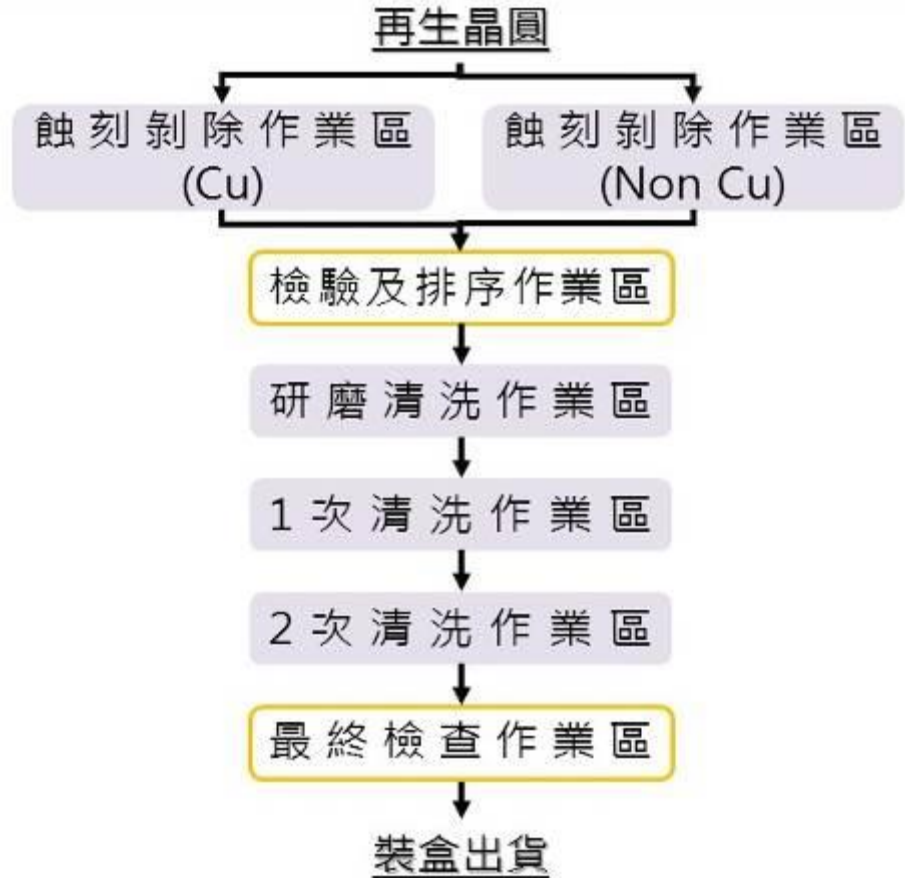 再生晶圓
蝕刻剝除作業區
(Cu)
蝕刻剝除作業區
(Non Cu)
檢驗及排序作業區
研磨清洗作業區
1次清洗作業區
2次清洗作業區
最終檢查作業區
裝盒出貨